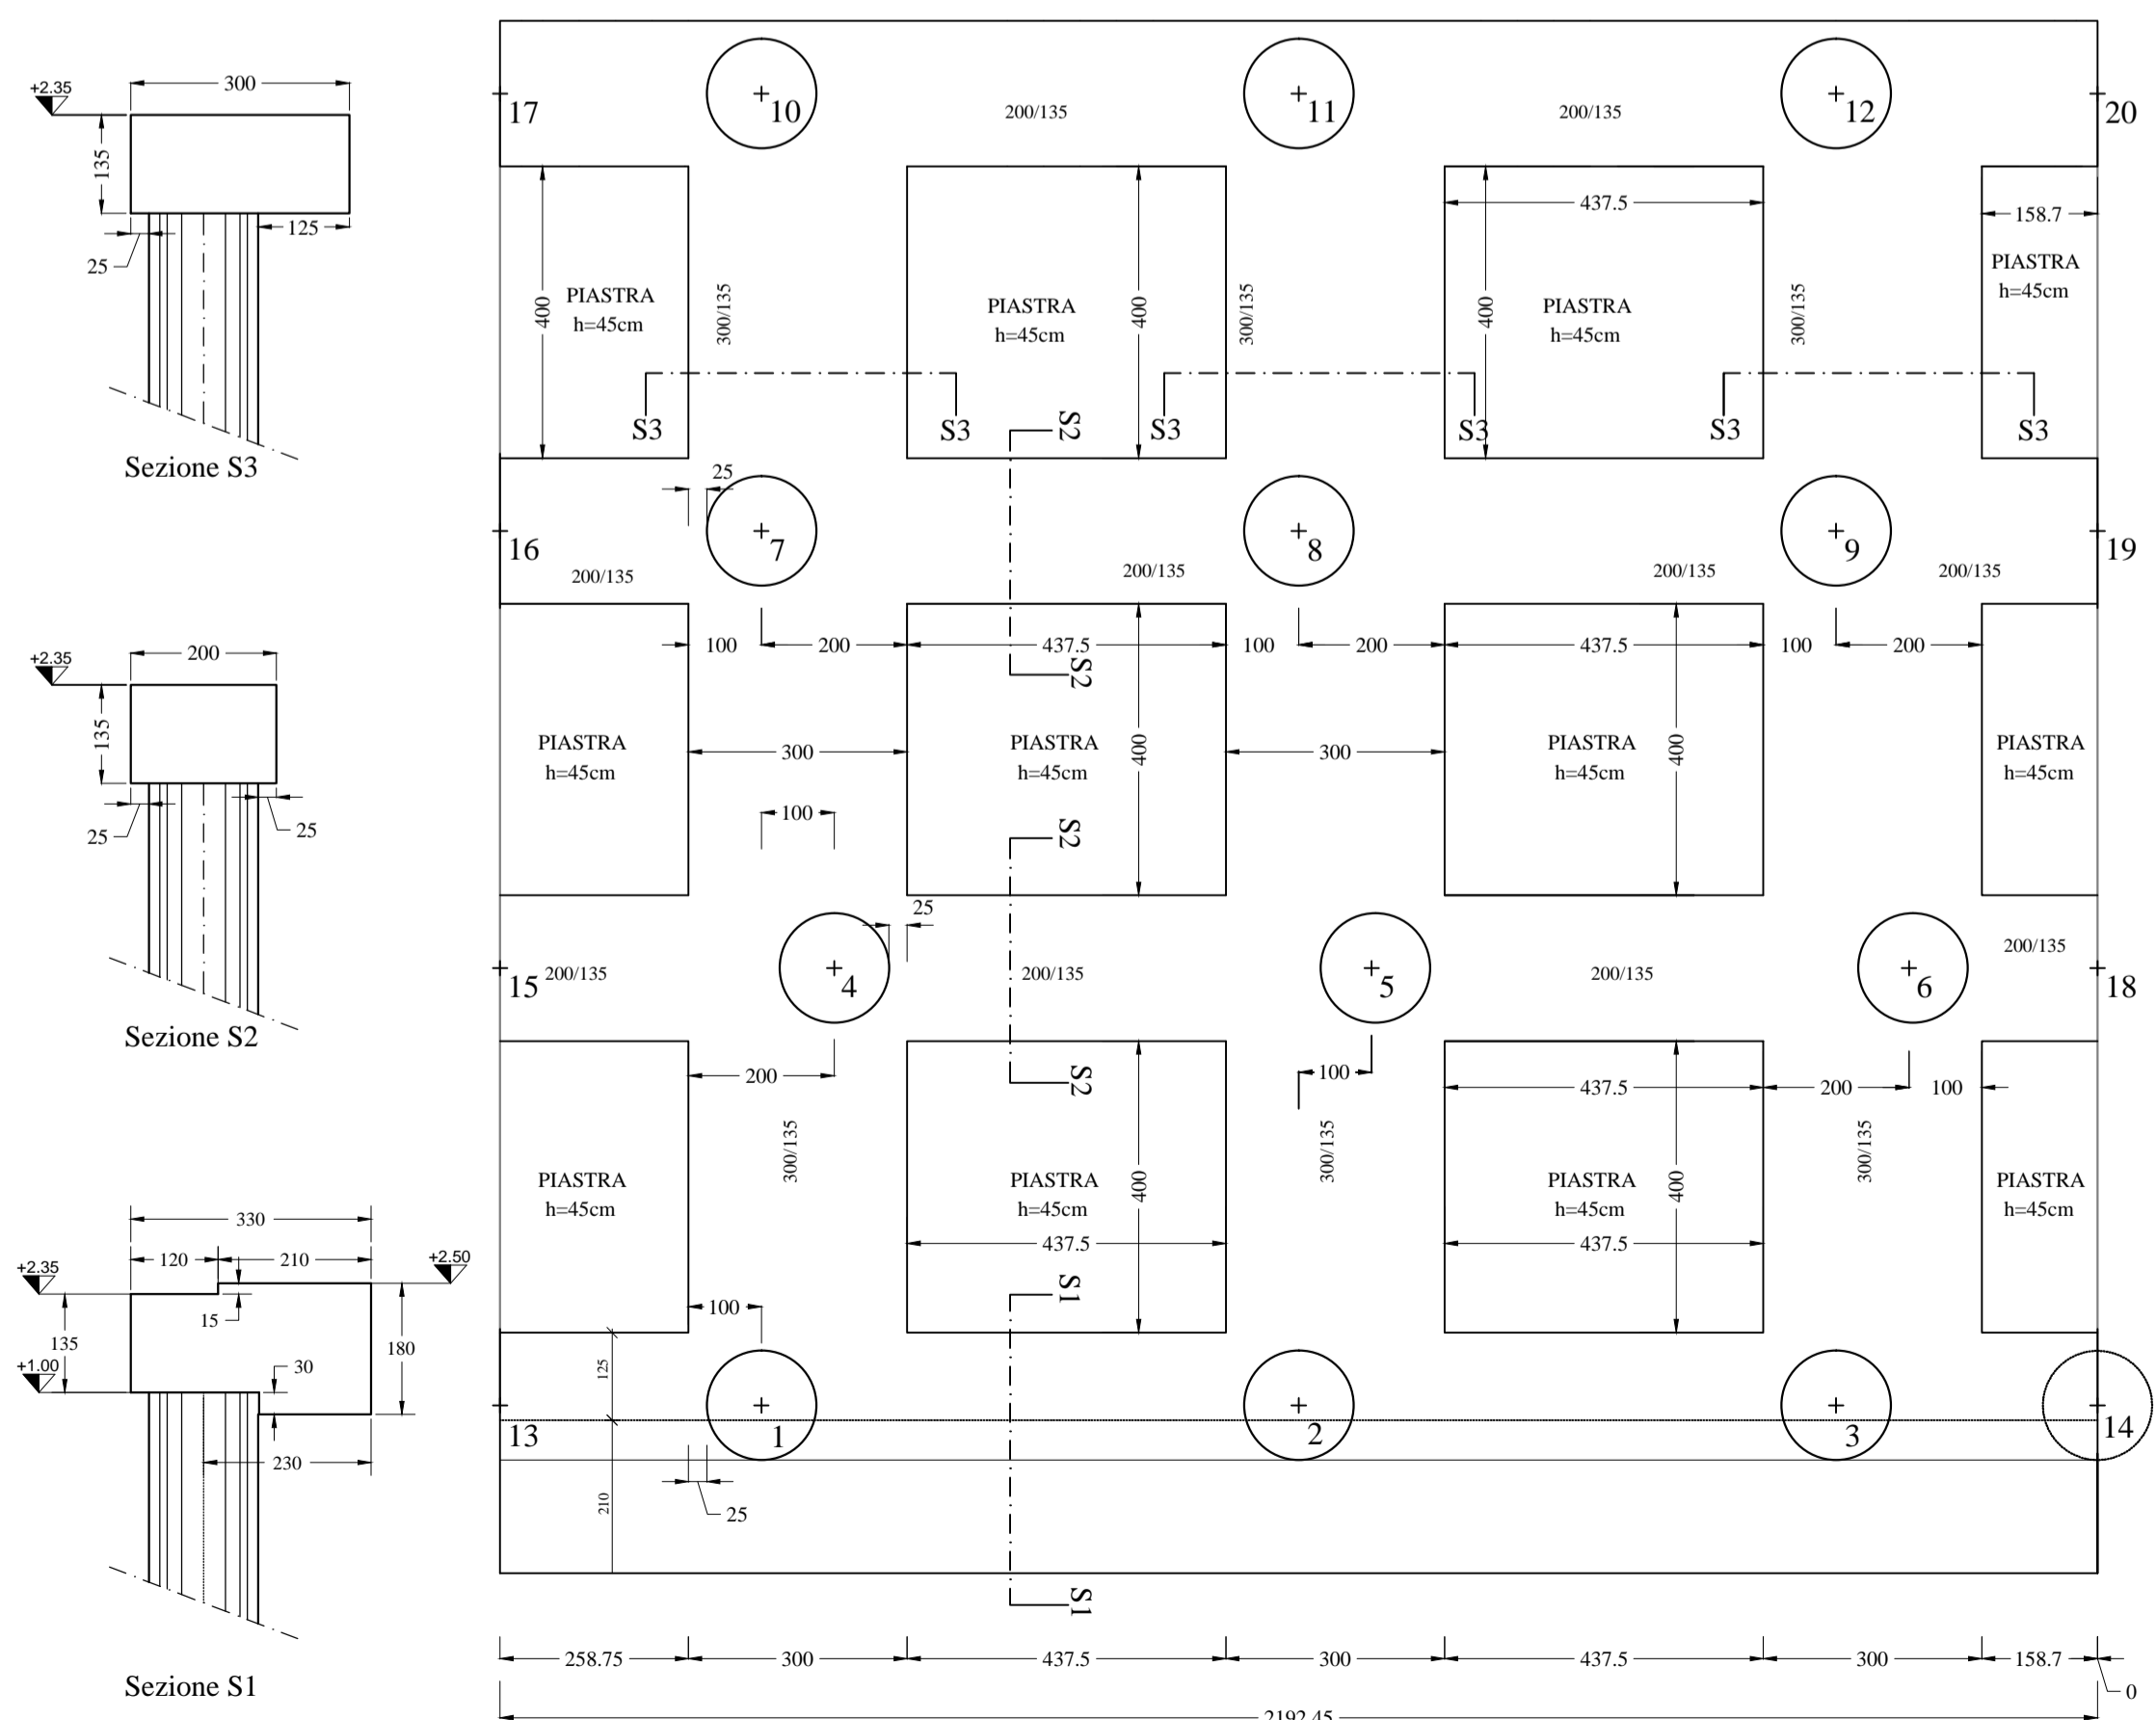 300
+2.35
135
125
25
Sezione S3
200
+2.35
135
25
25
Sezione S2
330
120
210
+2.35
+2.50
15
135
180
+1.00
30
230
Sezione S1
17
10
200/135
11
200/135
12
20
437.5
158.7
PIASTRA
h=45cm
400
300/135
PIASTRA
h=45cm
400
300/135
400
PIASTRA
h=45cm
300/135
PIASTRA
h=45cm
S3
S3
S3
S3
S3
S3
S2
25
16
7
8
9
19
200/135
200/135
200/135
200/135
100
200
437.5
100
200
437.5
100
200
S2
PIASTRA
h=45cm
300
PIASTRA
h=45cm
400
300
PIASTRA
h=45cm
400
PIASTRA
h=45cm
100
S2
25
15
200/135
4
200/135
5
200/135
6
200/135
18
200
S2
100
437.5
200
100
300/135
300/135
300/135
PIASTRA
h=45cm
PIASTRA
h=45cm
400
PIASTRA
h=45cm
400
PIASTRA
h=45cm
437.5
437.5
S1
100
125
13
1
2
3
14
210
25
S1
258.75
300
437.5
300
437.5
300
158.7
0
2192.45